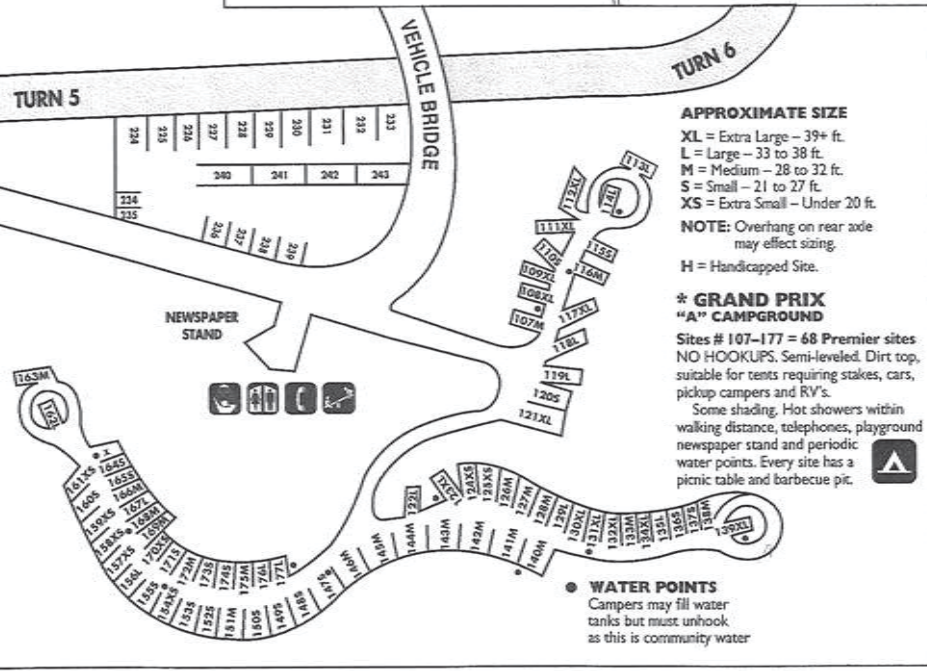 TURN 5
VEHICLE BRIDGE
TURN 6
224 225 226 227 228 229 230 231 232 233
240 241 242 243
234
235
236 237 238 239
NEWSPAPER
STAND
113L
112XL
114L
111XL
110S
115S
109XL
116M
108XL
107M
117XL
118L
119L
120S
121XL
163M
162L
161XS
160S
159XS
158XS
157XS
156L
155S
154XS
153S
152S
151M
150S
149S
148S
147S
146M
145M
144M
143M
142M
141M
140M
164S
165S
166M
167XL
168M
169M
170XS
171S
172M
173S
174S
175M
176L
177L
122L
123XL
124XS
125XS
126M
127M
128M
129L
130XL
131XL
132XL
133M
134XL
135L
136S
137S
138M
139XL
APPROXIMATE SIZE
XL = Extra Large – 39+ ft.
L = Large – 33 to 38 ft.
M = Medium – 28 to 32 ft.
S = Small – 21 to 27 ft.
XS = Extra Small – Under 20 ft.
NOTE: Overhang on rear axle
may effect sizing.
H = Handicapped Site.
* GRAND PRIX
"A" CAMPGROUND
Sites # 107–177 = 68 Premier sites
NO HOOKUPS. Semi-leveled. Dirt top,
suitable for tents requiring stakes, cars,
pickup campers and RV's.
Some shading. Hot showers within
walking distance, telephones, playground
newspaper stand and periodic
water points. Every site has a
picnic table and barbecue pit.
● WATER POINTS
Campers may fill water
tanks but must unhook
as this is community water